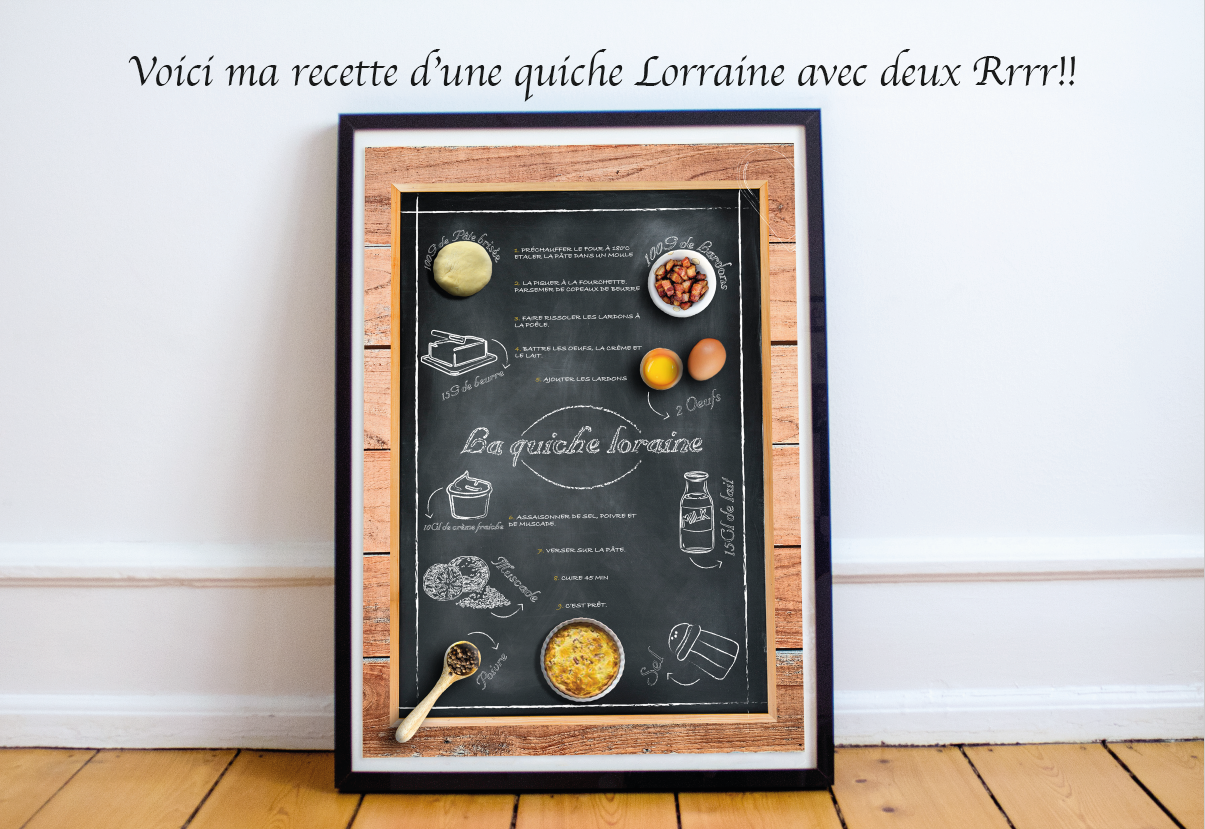 Voici ma recette d'une quiche Lorraine avec deux Rrrr!!
100G de Pâte brisée
1. PRÉCHAUFFER LE FOUR À 180°C
ETALER LA PÂTE DANS UN MOULE
100G de Lardons
2. LA PIQUER À LA FOURCHETTE.
PARSEMER DE COPEAUX DE BEURRE
3. FAIRE RISSOLER LES LARDONS À
LA POÊLE.
4. BATTRE LES OEUFS, LA CRÈME ET
LE LAIT.
15G de beurre
5. AJOUTER LES LARDONS
2 Oeufs
La quiche loraine
10Cl de crème fraîche
6. ASSAISONNER DE SEL, POIVRE ET
DE MUSCADE.
MILK
15Cl de lait
7. VERSER SUR LA PÂTE.
Muscade
8. CUIRE 45 MIN
9. C'EST PRÊT.
Poivre
Sel